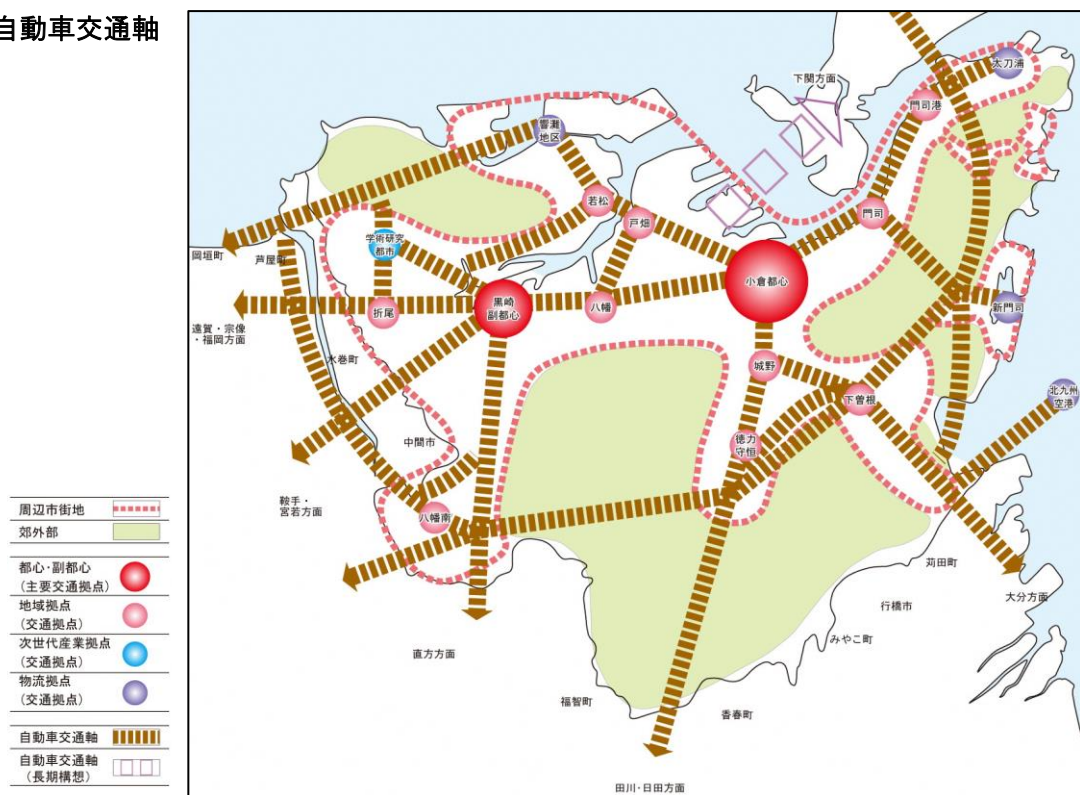 自動車交通軸
下関方面
太刀浦
門司港
響灘
地区
若松
戸畑
門司
学術研究
都市
岡垣町
芦屋町
小倉都心
黒崎
副都心
八幡
折尾
新門司
遠賀・宗像
・福岡方面
水巻町
城野
下曽根
北九州
空港
徳力
守恒
中間市
鞍手・
宮若方面
八幡南
苅田町
大分方面
行橋市
みやこ町
直方方面
福智町
香春町
田川・日田方面
周辺市街地
郊外部
都心・副都心
(主要交通拠点)
地域拠点
(交通拠点)
次世代産業拠点
(交通拠点)
物流拠点
(交通拠点)
自動車交通軸
自動車交通軸
(長期構想)